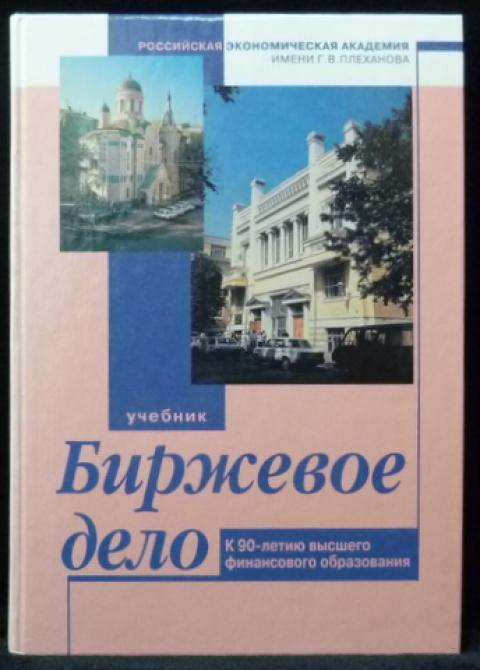 РОССИЙСКАЯ ЭКОНОМИЧЕСКАЯ АКАДЕМИЯ
ИМЕНИ Г.В.ПЛЕХАНОВА
учебник
Биржевое
дело
К 90-летию высшего
финансового образования